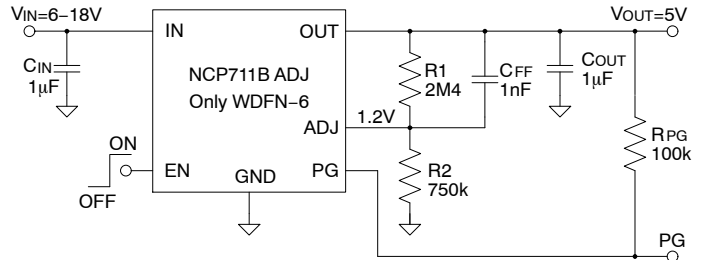 VIN=6−18V
VOUT=5V
IN
OUT
CIN
1μF
NCP711B ADJ
Only WDFN−6
R1
2M4
CFF
1nF
COUT
1μF
ADJ
1.2V
RPG
100k
ON
OFF
EN
GND
PG
R2
750k
PG